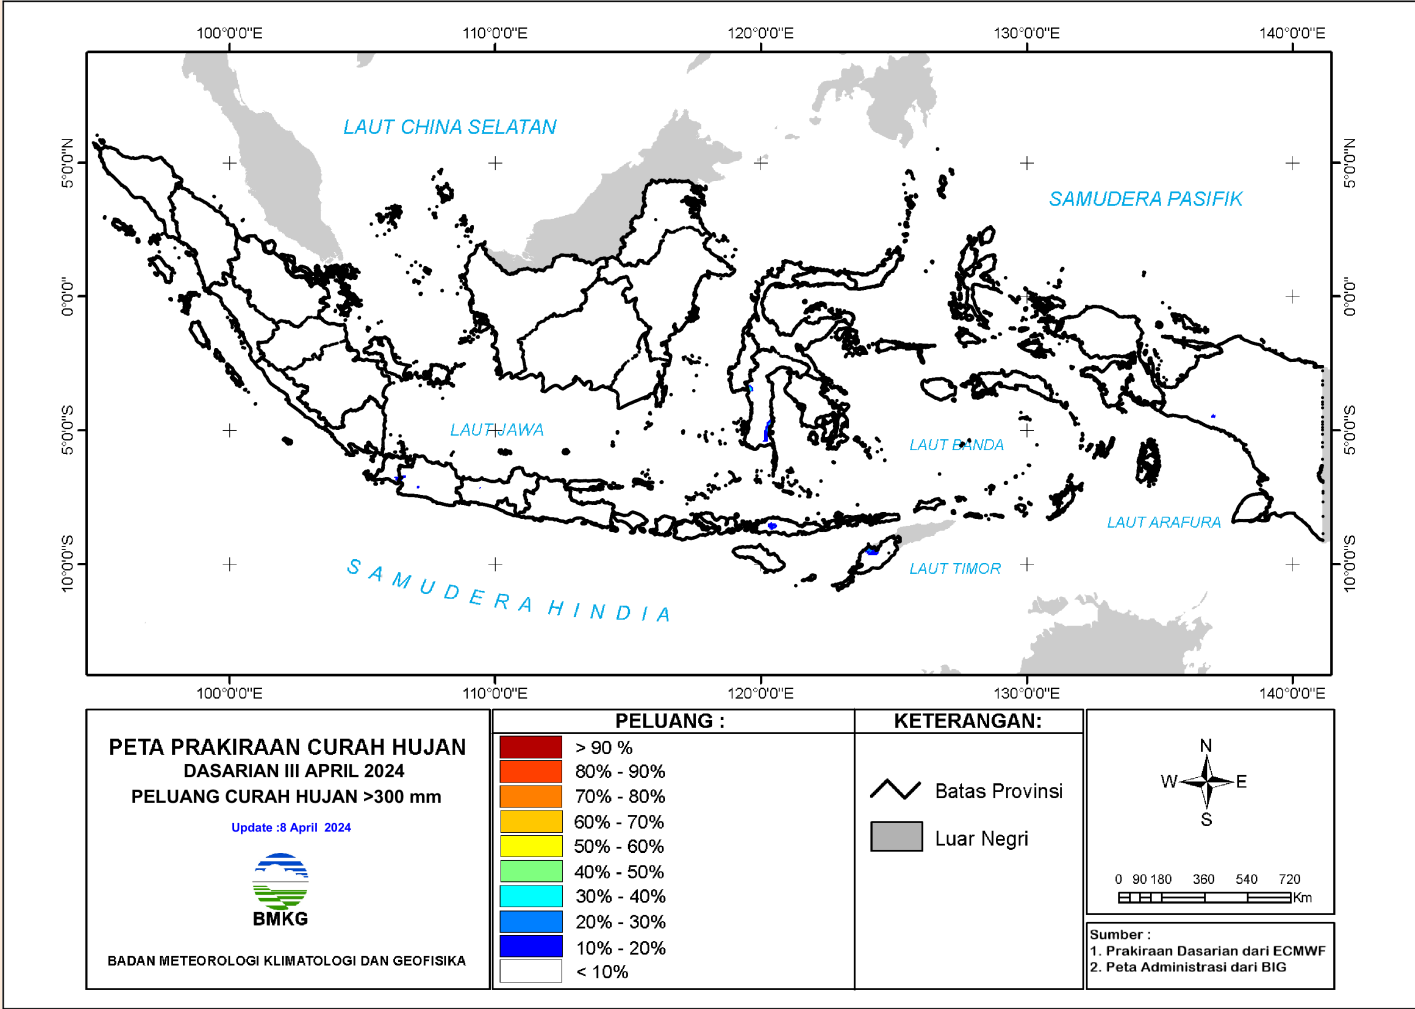 100°0'0"E 110°0'0"E 120°0'0"E 130°0'0"E 140°0'0"E
LAUT CHINA SELATAN
SAMUDERA PASIFIK
5°0'0"N 5°0'0"N
0°0'0" 0°0'0"
LAUT JAWA
LAUT BANDA
5°0'0"S 5°0'0"S
LAUT ARAFURA
LAUT TIMOR
10°0'0"S 10°0'0"S
SAMUDERA HINDIA
100°0'0"E 110°0'0"E 120°0'0"E 130°0'0"E 140°0'0"E
PETA PRAKIRAAN CURAH HUJAN
DASARIAN III APRIL 2024
PELUANG CURAH HUJAN >300 mm
Update :8 April 2024
BMKG
BADAN METEOROLOGI KLIMATOLOGI DAN GEOFISIKA
PELUANG :
> 90 %
80% - 90%
70% - 80%
60% - 70%
50% - 60%
40% - 50%
30% - 40%
20% - 30%
10% - 20%
< 10%
KETERANGAN:
Batas Provinsi
Luar Negri
N
W E
S
0 90 180 360 540 720
Km
Sumber :
1. Prakiraan Dasarian dari ECMWF
2. Peta Administrasi dari BIG